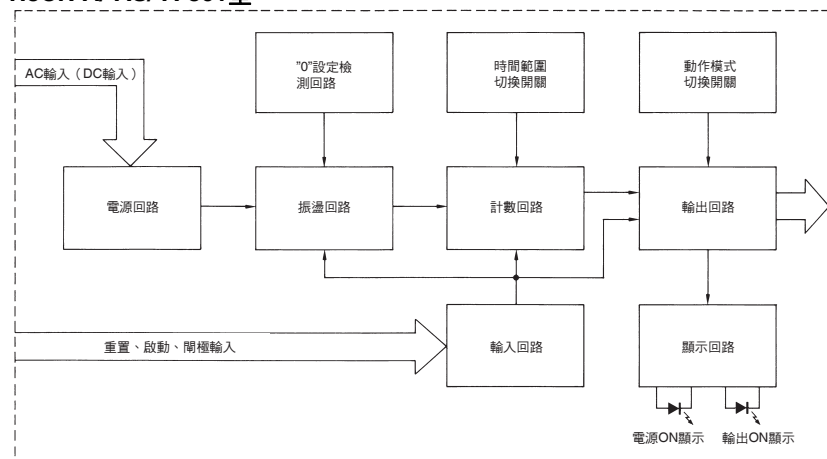 AC輸入（DC輸入）
"0"設定檢
測回路
時間範圍
切換開關
動作模式
切換開關
電源回路
振盪回路
計數回路
輸出回路
重置、啟動、閘極輸入
輸入回路
顯示回路
電源ON顯示
輸出ON顯示